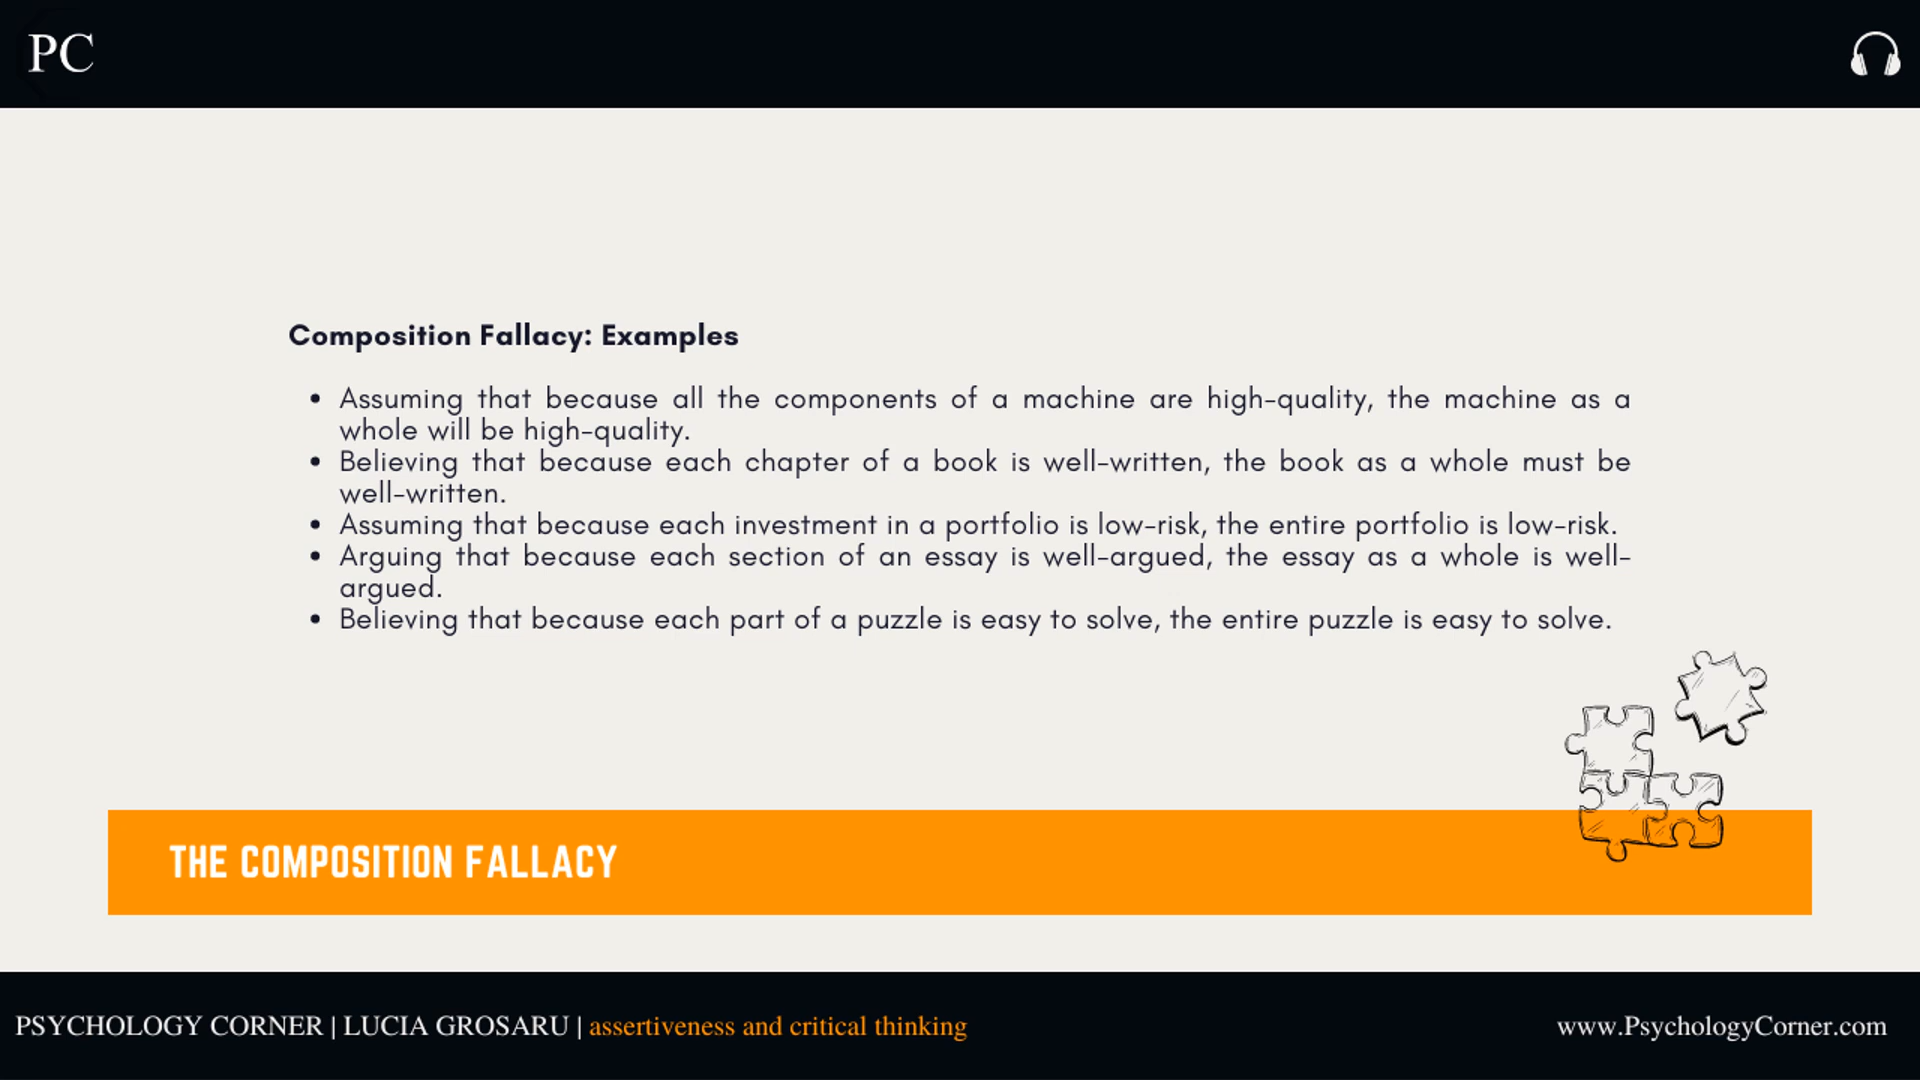 PC
Composition Fallacy: Examples
• Assuming that because all the components of a machine are high-quality, the machine as a
whole will be high-quality.
• Believing that because each chapter of a book is well-written, the book as a whole must be
well-written.
• Assuming that because each investment in a portfolio is low-risk, the entire portfolio is low-risk.
• Arguing that because each section of an essay is well-argued, the essay as a whole is well-
argued.
• Believing that because each part of a puzzle is easy to solve, the entire puzzle is easy to solve.
THE COMPOSITION FALLACY
PSYCHOLOGY CORNER | LUCIA GROSARU | assertiveness and critical thinking
www.PsychologyCorner.com